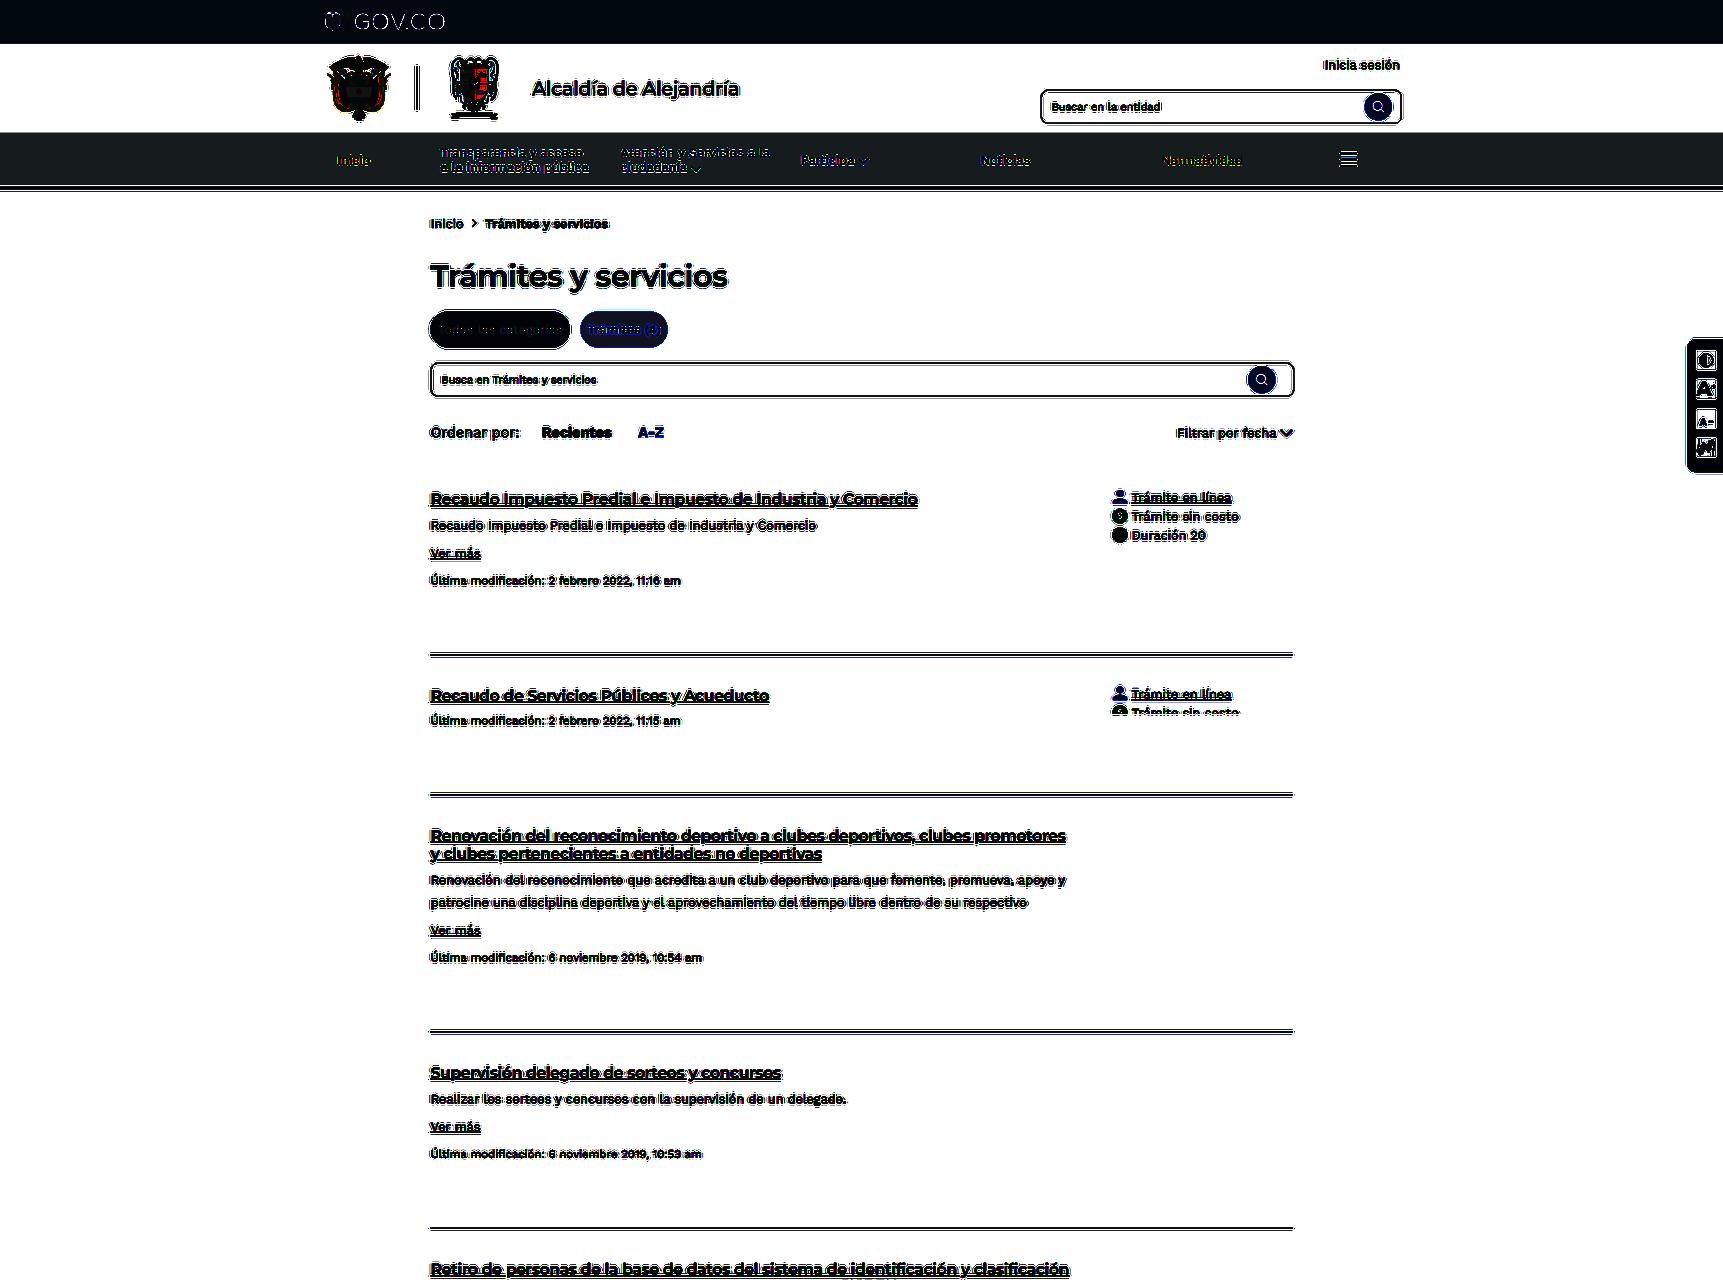 GOV.CO
Alcaldía de Alejandría
Inicia sesión
Buscar en la entidad
Inicio
Transparencia y acceso
a la información pública
Atención y Servicios a la
ciudadanía
Participa
Noticias
Normatividad
Inicio > Trámites y servicios
Trámites y servicios
Todas las categorías
Busca en Trámites y servicios
Ordenar por: Recientes A-Z
Filtrar por fecha
Recaudo Impuesto Predial e Impuesto de Industria y Comercio
Recaudo Impuesto Predial e Impuesto de Industria y Comercio
Ver más
Última modificación: 2 febrero 2022, 11:16 am
Trámite en línea
Trámite sin costo
Duración 20
Recaudo de Servicios Públicos y Acueducto
Última modificación: 2 febrero 2022, 11:15 am
Trámite en línea
Trámite sin costo
Renovación del reconocimiento deportivo a clubes deportivos, clubes promotores
y clubes pertenecientes a entidades no deportivas
Renovación del reconocimiento que acredita a un club deportivo para que fomente, promueva, apoye y
patrocine una disciplina deportiva y el aprovechamiento del tiempo libre dentro de su respectivo
Ver más
Última modificación: 6 noviembre 2019, 10:54 am
Supervisión delegado de sorteos y concursos
Realizar los sorteos y concursos con la supervisión de un delegado.
Ver más
Última modificación: 6 noviembre 2019, 10:53 am
Retiro de personas de la base de datos del sistema de identificación y clasificación